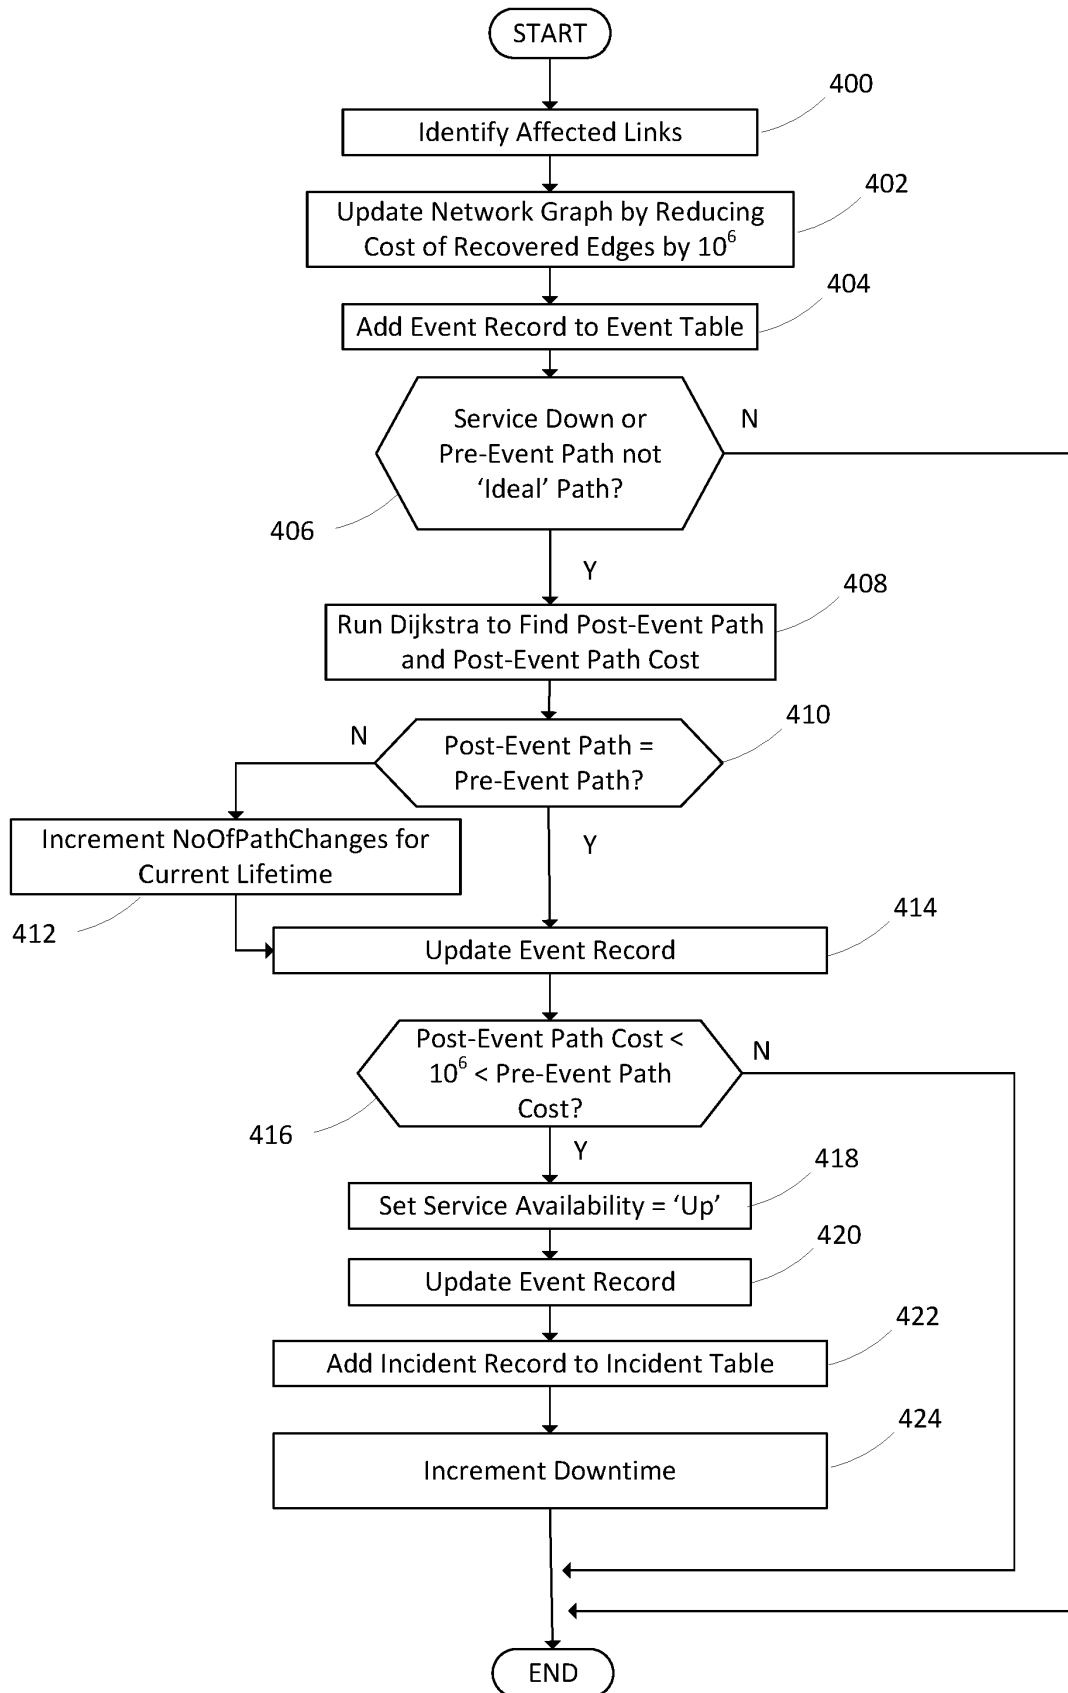 START
400
Identify Affected Links
402
Update Network Graph by Reducing
Cost of Recovered Edges by 10⁶
404
Add Event Record to Event Table
Service Down or
Pre-Event Path not
‘Ideal’ Path?
N
406
Y
408
Run Dijkstra to Find Post-Event Path
and Post-Event Path Cost
410
N
Post-Event Path =
Pre-Event Path?
Increment NoOfPathChanges for
Current Lifetime
Y
412
414
Update Event Record
Post-Event Path Cost <
10⁶ < Pre-Event Path
Cost?
N
416
Y
418
Set Service Availability = ‘Up’
420
Update Event Record
422
Add Incident Record to Incident Table
424
Increment Downtime
END